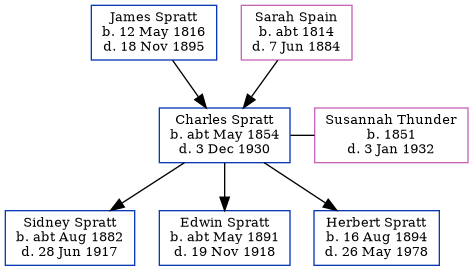 James Spratt
b. 12 May 1816
d. 18 Nov 1895
Sarah Spain
b. abt 1814
d. 7 Jun 1884
Charles Spratt
b. abt May 1854
d. 3 Dec 1930
Susannah Thunder
b. 1851
d. 3 Jan 1932
Sidney Spratt
b. abt Aug 1882
d. 28 Jun 1917
Edwin Spratt
b. abt May 1891
d. 19 Nov 1918
Herbert Spratt
b. 16 Aug 1894
d. 26 May 1978